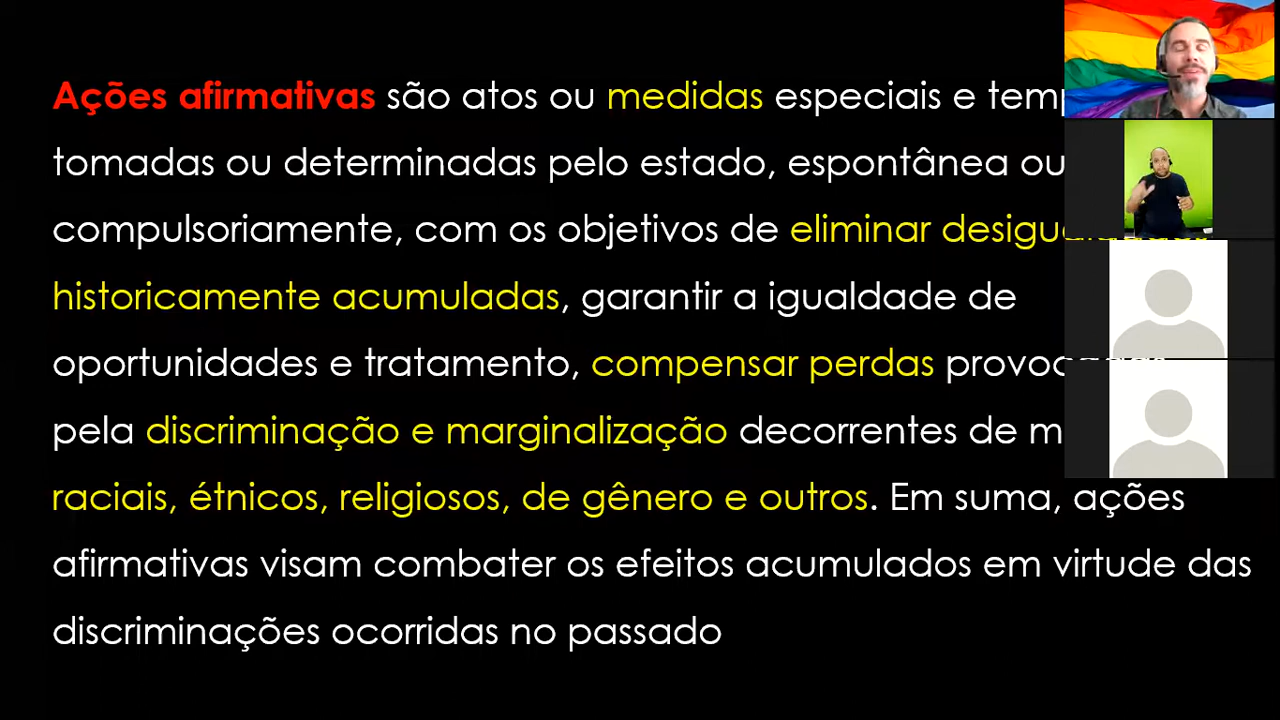 Ações afirmativas são atos ou medidas especiais e
tomadas ou determinadas pelo estado, espontânea ou
compulsoriamente, com os objetivos de eliminar
historicamente acumuladas, garantir a igualdade de
oportunidades e tratamento, compensar perdas
pela discriminação e marginalização decorrentes de
raciais, étnicos, religiosos, de gênero e outros. Em suma, ações
afirmativas visam combater os efeitos acumulados em virtude das
discriminações ocorridas no passado